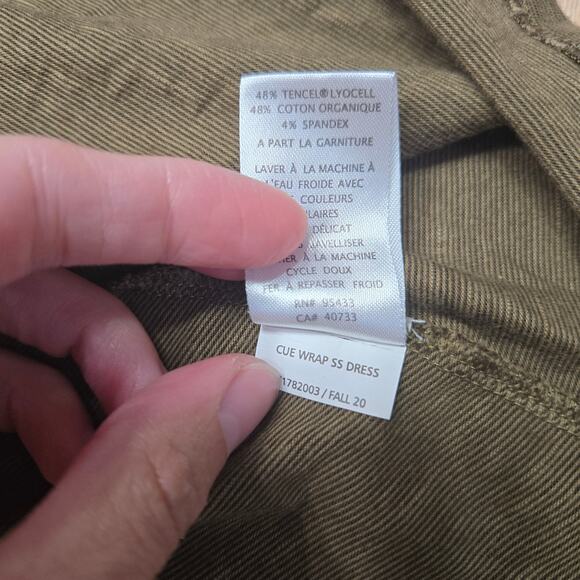 48% TENCEL® LYOCELL
48% COTON ORGANIQUE
4% SPANDEX
A PART LA GARNITURE
LAVER À LA MACHINE À
L'EAU FROIDE AVEC
COULEURS
DÉLICAT
À LA MACHINE
CYCLE DOUX
FER À REPASSER FROID
RN# 95433
CA# 40733
CUE WRAP SS DRESS
1782003 / FALL 20